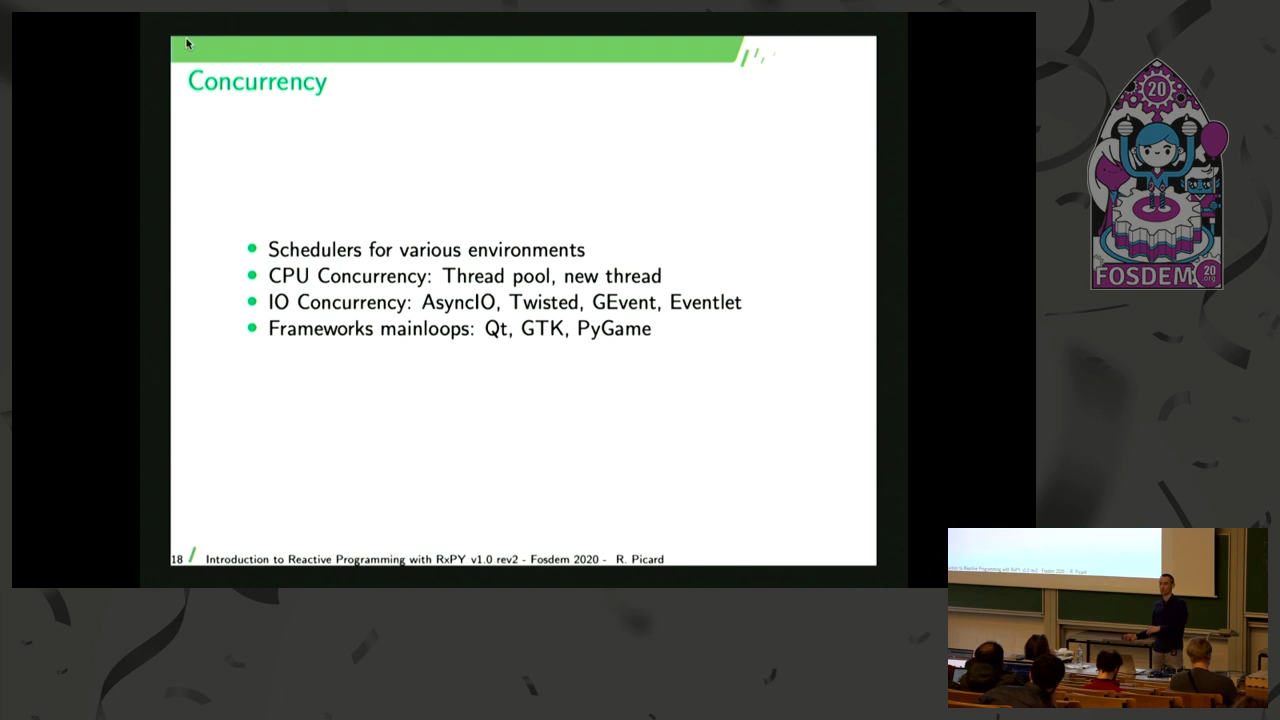 Concurrency
Schedulers for various environments
CPU Concurrency: Thread pool, new thread
IO Concurrency: AsyncIO, Twisted, GEvent, Eventlet
Frameworks mainloops: Qt, GTK, PyGame
18 Introduction to Reactive Programming with RxPY v1.0 rev2 - Fosdem 2020 - R. Picard
20
FOSDEM
20
.org